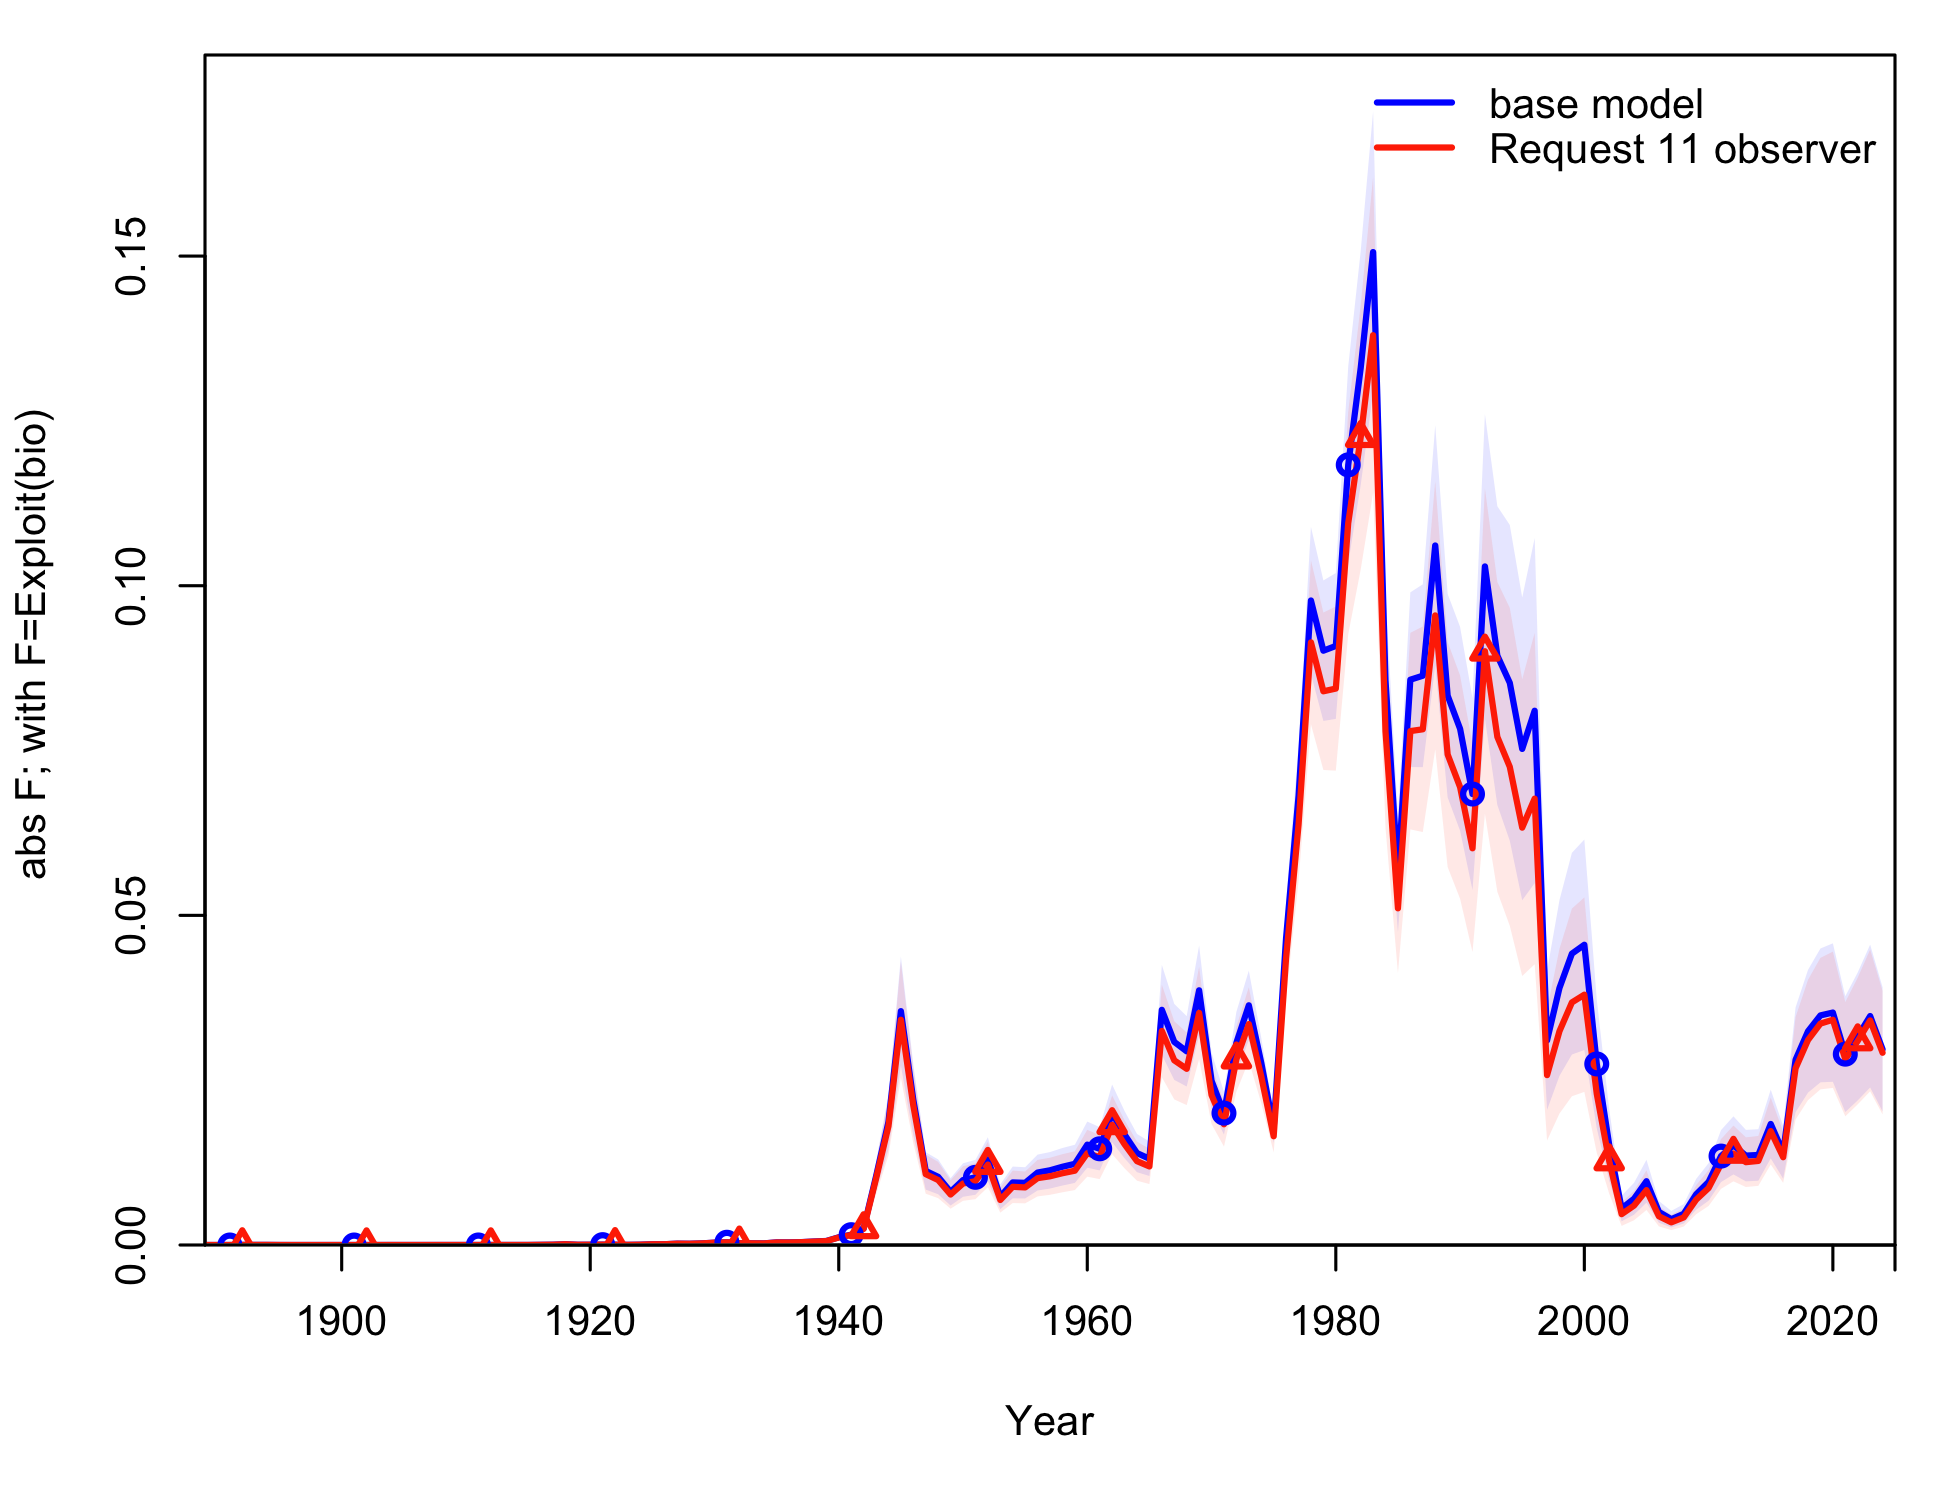 base model
Request 11 observer
abs F; with F=Exploit(bio)
0.15
0.10
0.05
0.00
1900 1920 1940 1960 1980 2000 2020
Year